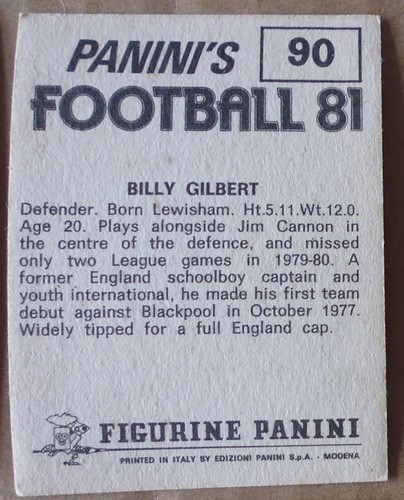 PANINI'S 90
FOOTBALL 81
BILLY GILBERT
Defender. Born Lewisham. Ht.5.11.Wt.12.0.
Age 20. Plays alongside Jim Cannon in
the centre of the defence, and missed
only two League games in 1979-80. A
former England schoolboy captain and
youth international, he made his first team
debut against Blackpool in October 1977.
Widely tipped for a full England cap.
FIGURINE PANINI
PRINTED IN ITALY BY EDIZIONI PANINI S.p.A. - MODENA